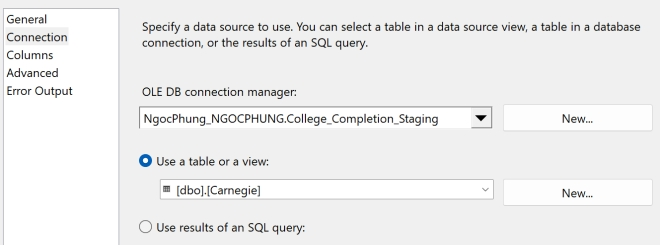 General
Connection
Columns
Advanced
Error Output
Specify a data source to use. You can select a table in a data source view, a table in a database
connection, or the results of an SQL query.
OLE DB connection manager:
NgocPhung_NGOCPHUNG.College_Completion_Staging
New...
Use a table or a view:
[dbo].[Carnegie]
New...
Use results of an SQL query: